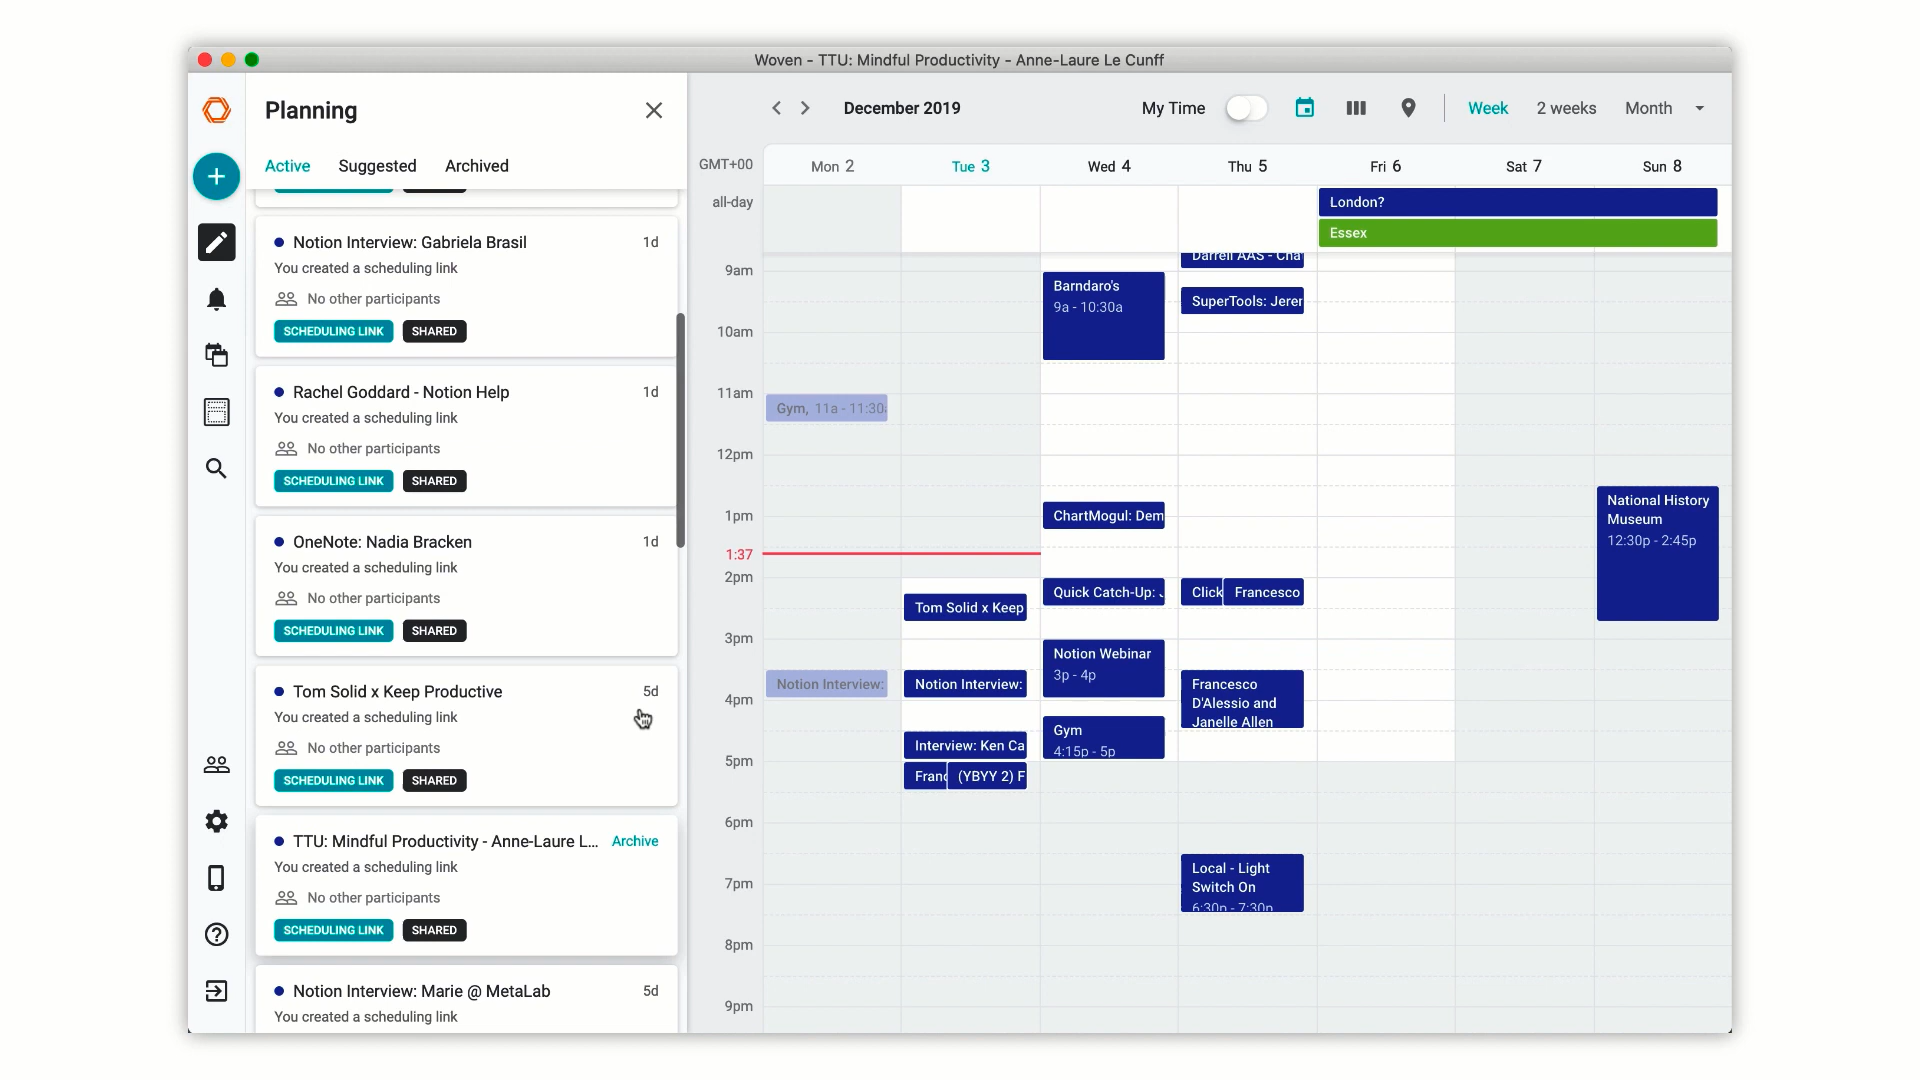 Woven - TTU: Mindful Productivity - Anne-Laure Le Cunff
Planning
Active Suggested Archived
Notion Interview: Gabriela Brasil 1d
You created a scheduling link
No other participants
SCHEDULING LINK SHARED
Rachel Goddard - Notion Help 1d
You created a scheduling link
No other participants
SCHEDULING LINK SHARED
OneNote: Nadia Bracken 1d
You created a scheduling link
No other participants
SCHEDULING LINK SHARED
Tom Solid x Keep Productive 5d
You created a scheduling link
No other participants
SCHEDULING LINK SHARED
TTU: Mindful Productivity - Anne-Laure L... Archive
You created a scheduling link
No other participants
SCHEDULING LINK SHARED
Notion Interview: Marie @ MetaLab 5d
You created a scheduling link
December 2019 My Time Week 2 weeks Month
GMT+00 Mon 2 Tue 3 Wed 4 Thu 5 Fri 6 Sat 7 Sun 8
all-day
London?
Essex
9am
10am
11am
12pm
1pm
1:37
2pm
3pm
4pm
5pm
6pm
7pm
8pm
9pm
Gym, 11a - 11:30
Notion Interview:
Tom Solid x Keep
Notion Interview:
Interview: Ken Ca
Franc
(YBYY 2) F
Barndaro's
9a - 10:30a
ChartMogul: Dem
Quick Catch-Up:
Notion Webinar
3p - 4p
Gym
4:15p - 5p
Darrell AAS - Cha
SuperTools: Jerer
Click
Francesco
Francesco
D'Alessio and
Janelle Allen
Local - Light
Switch On
6:30p - 7:30p
National History
Museum
12:30p - 2:45p